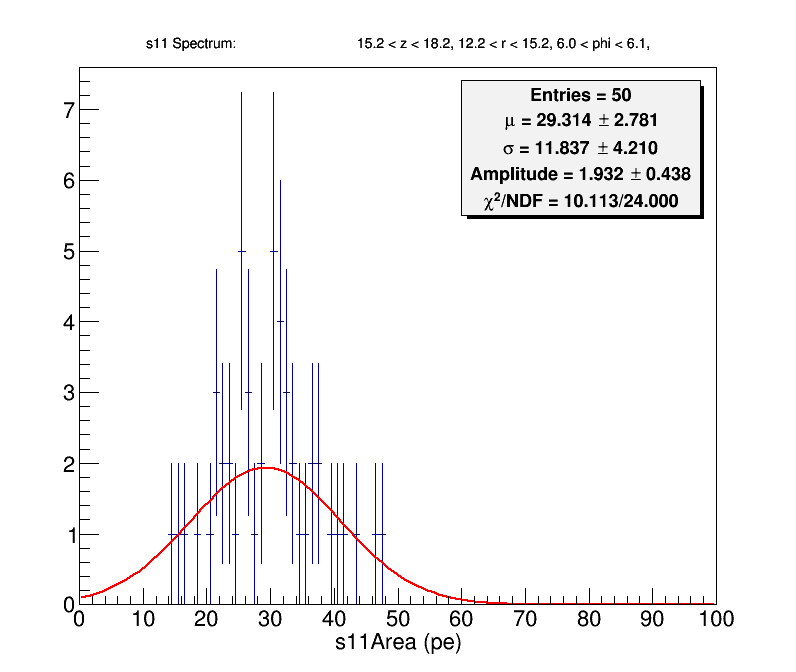 s11 Spectrum: 15.2 < z < 18.2, 12.2 < r < 15.2, 6.0 < phi < 6.1,
Entries = 50
μ = 29.314 ± 2.781
σ = 11.837 ± 4.210
Amplitude = 1.932 ± 0.438
χ²/NDF = 10.113/24.000
7
6
5
4
3
2
1
0
0 10 20 30 40 50 60 70 80 90 100
s11Area (pe)